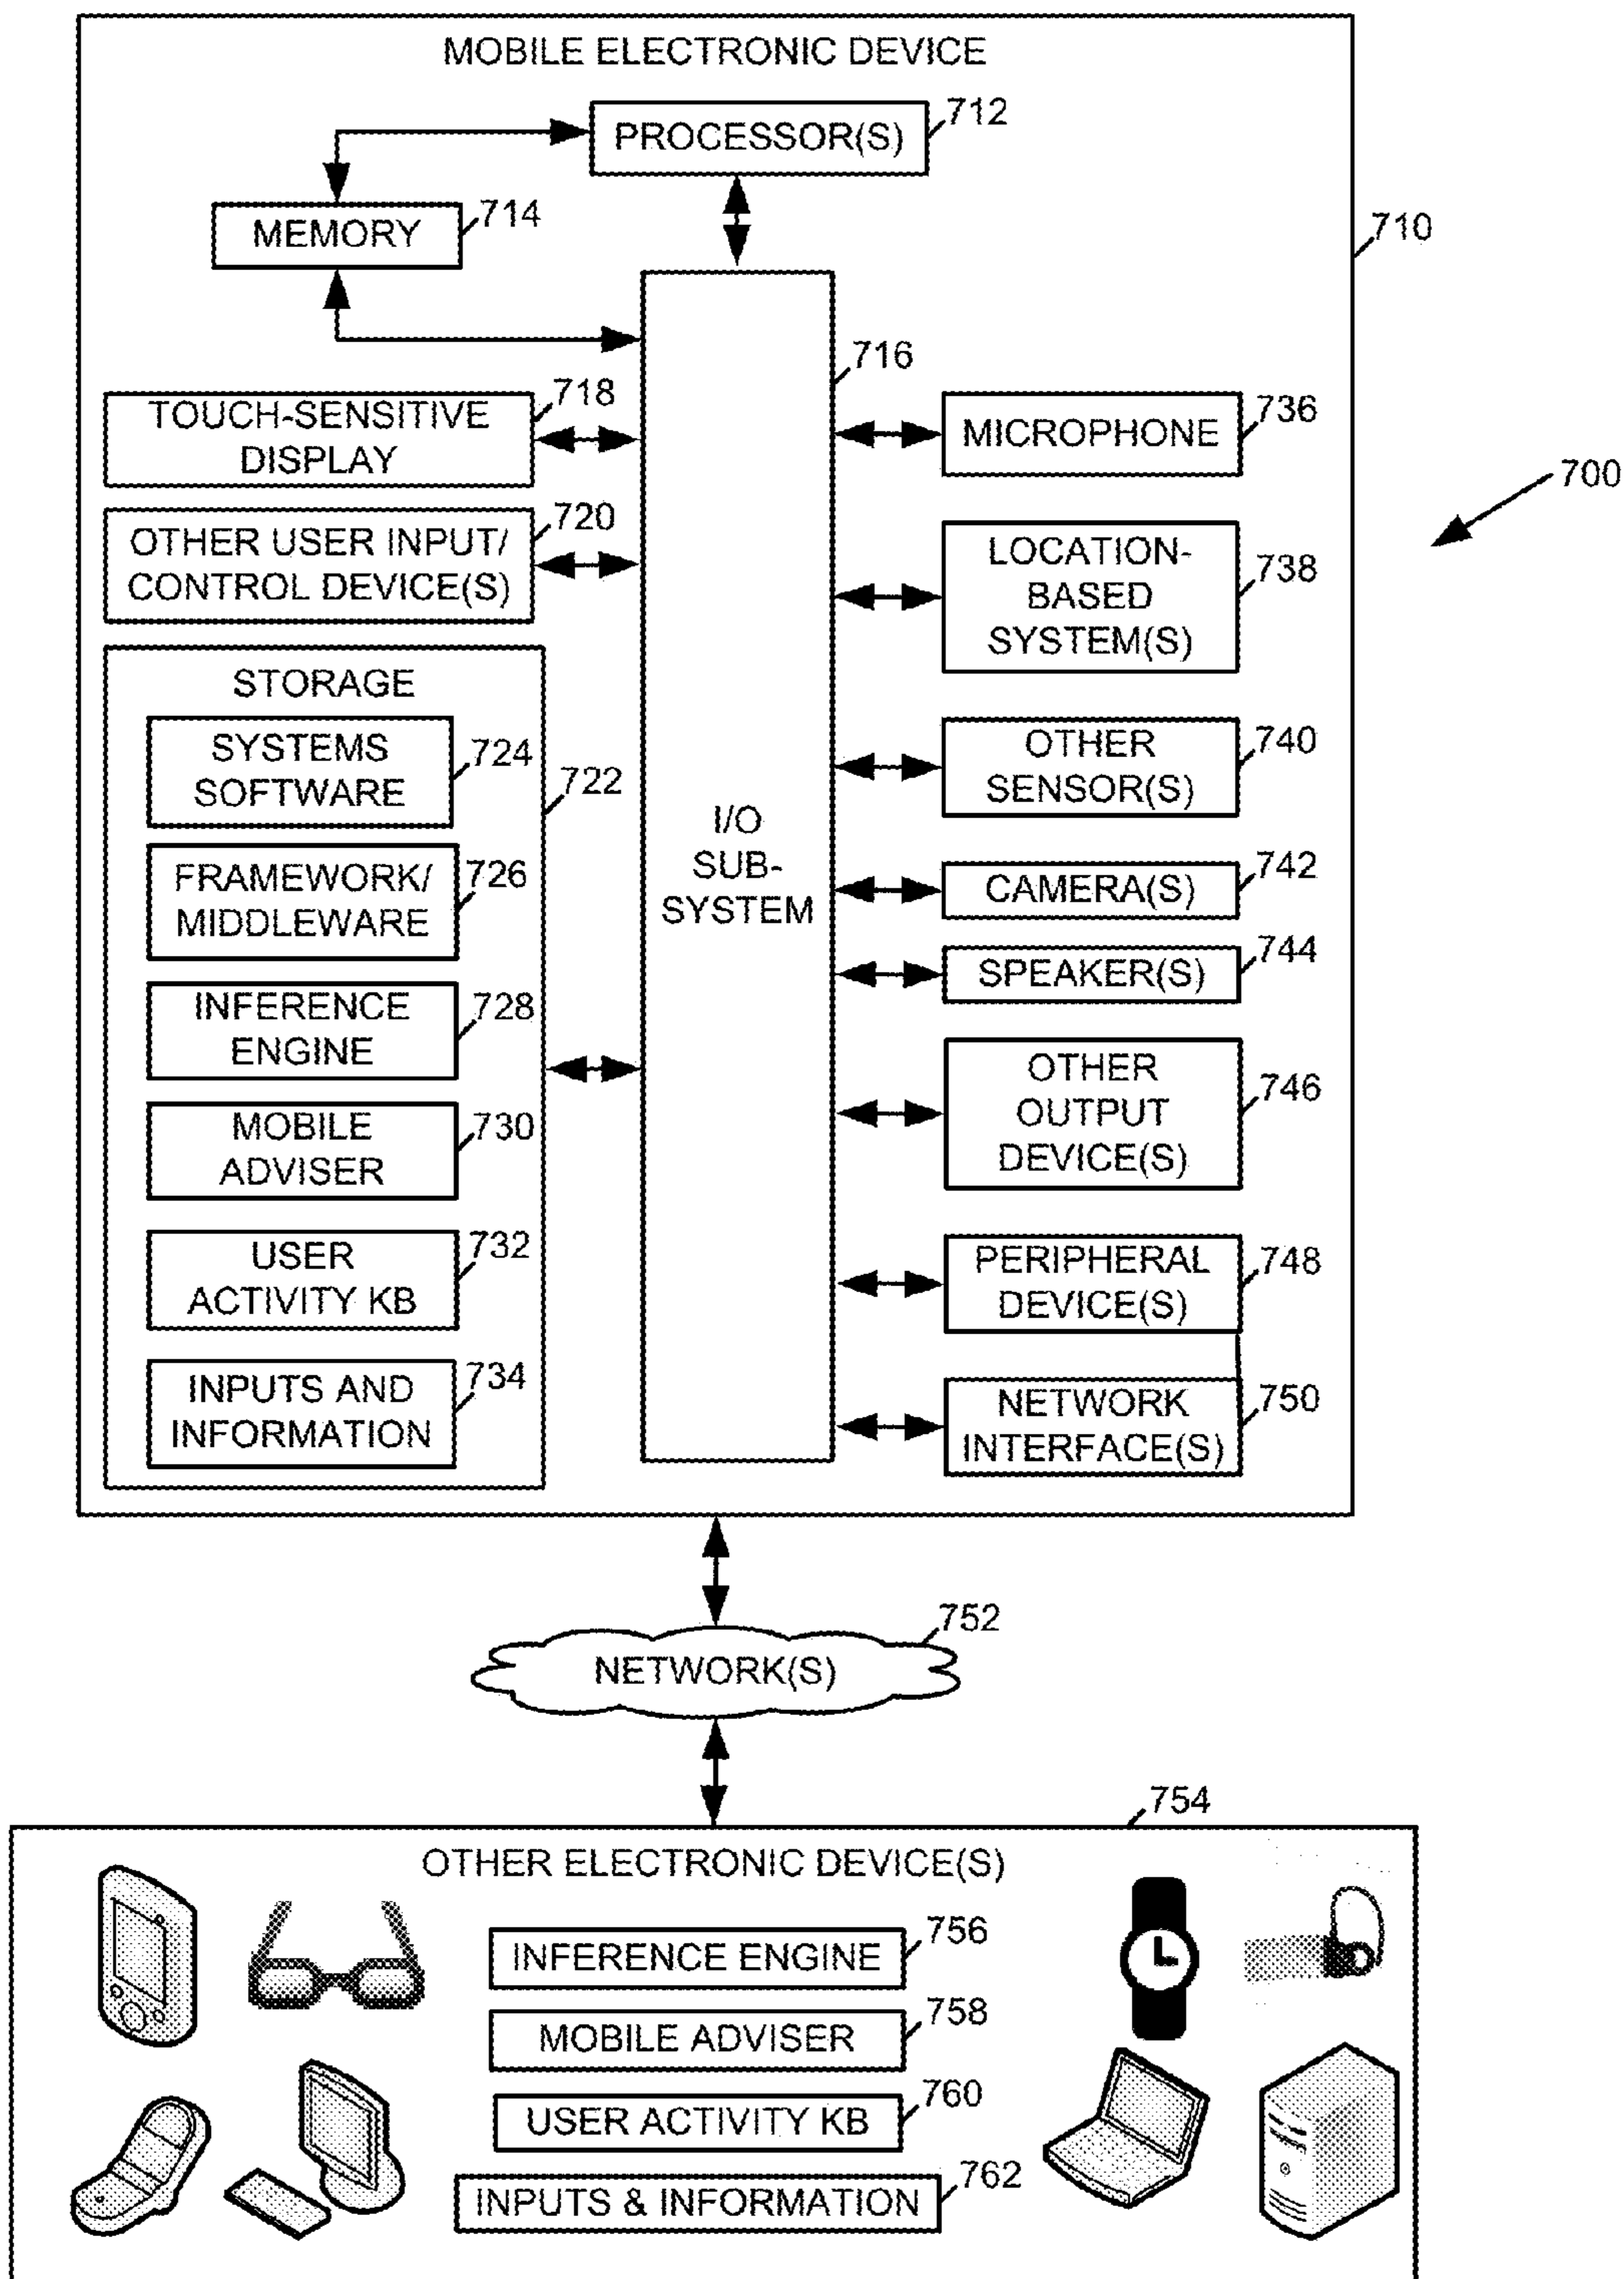 MOBILE ELECTRONIC DEVICE
PROCESSOR(S)
712
MEMORY
714
710
716
TOUCH-SENSITIVE
DISPLAY
718
OTHER USER INPUT/
CONTROL DEVICE(S)
720
STORAGE
722
SYSTEMS
SOFTWARE
724
FRAMEWORK/
MIDDLEWARE
726
INFERENCE
ENGINE
728
MOBILE
ADVISER
730
USER
ACTIVITY KB
732
INPUTS AND
INFORMATION
734
I/O
SUB-
SYSTEM
MICROPHONE
736
700
LOCATION-
BASED
SYSTEM(S)
738
OTHER
SENSOR(S)
740
CAMERA(S)
742
SPEAKER(S)
744
OTHER
OUTPUT
DEVICE(S)
746
PERIPHERAL
DEVICE(S)
748
NETWORK
INTERFACE(S)
750
NETWORK(S)
752
754
OTHER ELECTRONIC DEVICE(S)
INFERENCE ENGINE
756
MOBILE ADVISER
758
USER ACTIVITY KB
760
INPUTS & INFORMATION
762